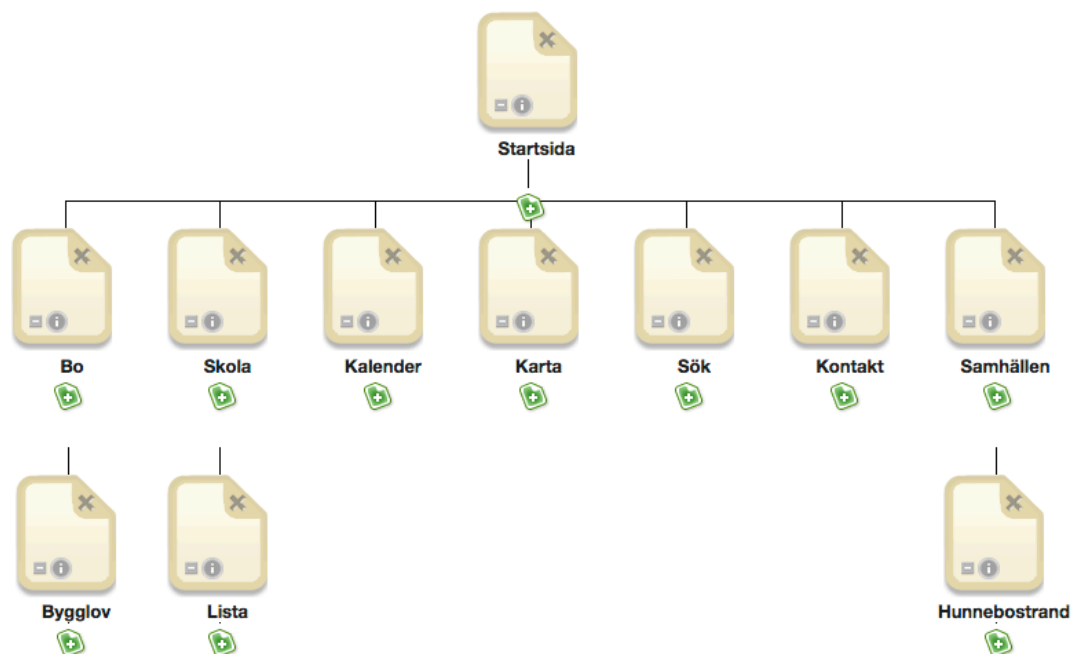 Startsida
Bo
Skola
Kalender
Karta
Sök
Kontakt
Samhällen
Bygglov
Lista
Hunnebostrand